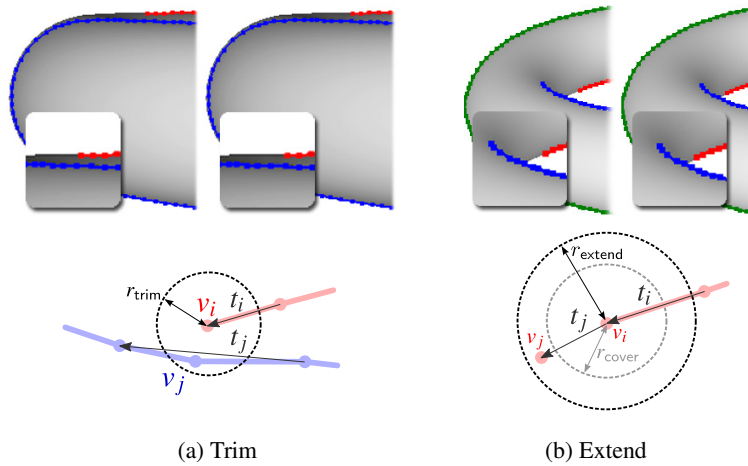 r_trim
v_i
t_i
t_j
v_j
r_extend
t_i
t_j
v_j
v_i
r_cover
(a) Trim
(b) Extend